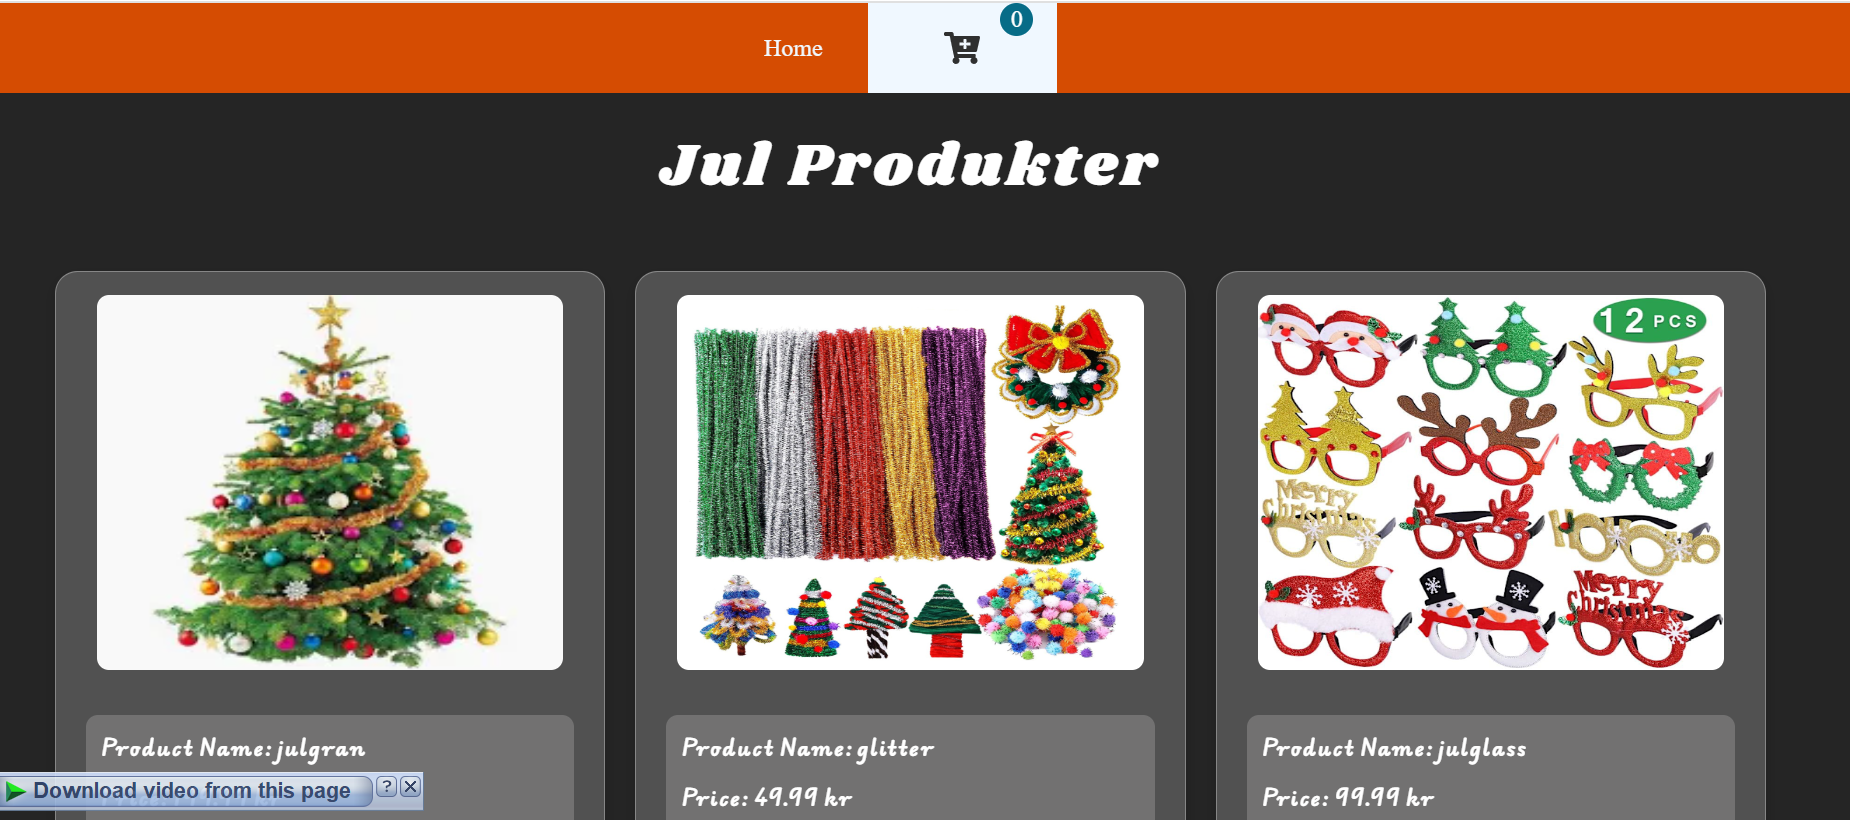 0
Home
Jul Produkter
12 PCS
Merry
Christmas
HO HO HO
Merry
Christmas
Product Name: julgran
Product Name: glitter
Product Name: julglass
Download video from this page ? X
Price: 49.99 kr
Price: 99.99 kr